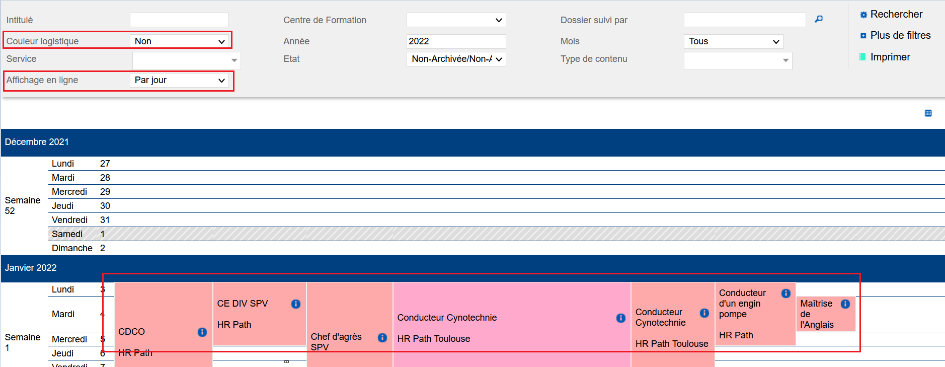 Intitulé
Centre de Formation
Dossier suivi par
Rechercher
Couleur logistique Non
Année 2022
Mois Tous
Plus de filtres
Service
Etat Non-Archivée/Non-A
Type de contenu
Imprimer
Affichage en ligne Par jour
Décembre 2021
Semaine 52
Lundi 27
Mardi 28
Mercredi 29
Jeudi 30
Vendredi 31
Samedi 1
Dimanche 2
Janvier 2022
Semaine 1
Lundi 3
Mardi 4
Mercredi 5
Jeudi 6
Vendredi 7
CDCO
HR Path
CE DIV SPV
HR Path
Chef d'agrès
SPV
Conducteur Cynotechnie
HR Path Toulouse
Conducteur
Cynotechnie
HR Path Toulouse
Conducteur
d'un engin
pompe
HR Path
Maîtrise
de
l'Anglais